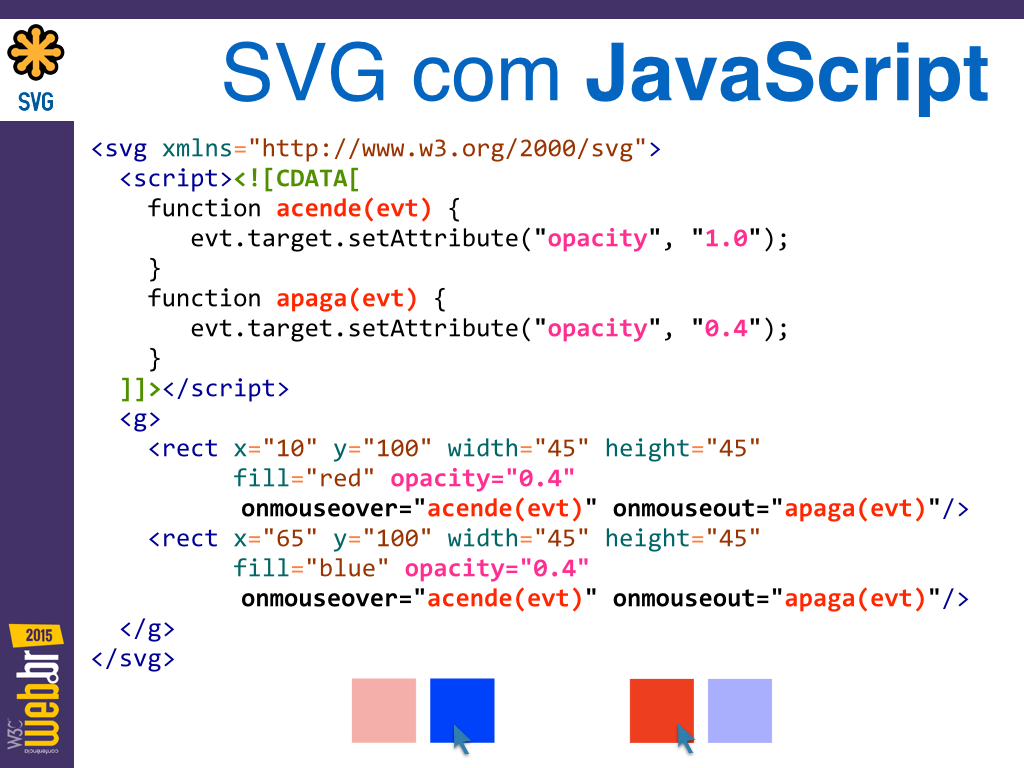 SVG
SVG com JavaScript
<svg xmlns="http://www.w3.org/2000/svg">
  <script><![CDATA[
    function acende(evt) {
       evt.target.setAttribute("opacity", "1.0");
    }
    function apaga(evt) {
       evt.target.setAttribute("opacity", "0.4");
    }
  ]]></script>
  <g>
    <rect x="10" y="100" width="45" height="45"
          fill="red" opacity="0.4"
          onmouseover="acende(evt)" onmouseout="apaga(evt)"/>
    <rect x="65" y="100" width="45" height="45"
          fill="blue" opacity="0.4"
          onmouseover="acende(evt)" onmouseout="apaga(evt)"/>
  </g>
</svg>
2015
W3C
web.br
conferência